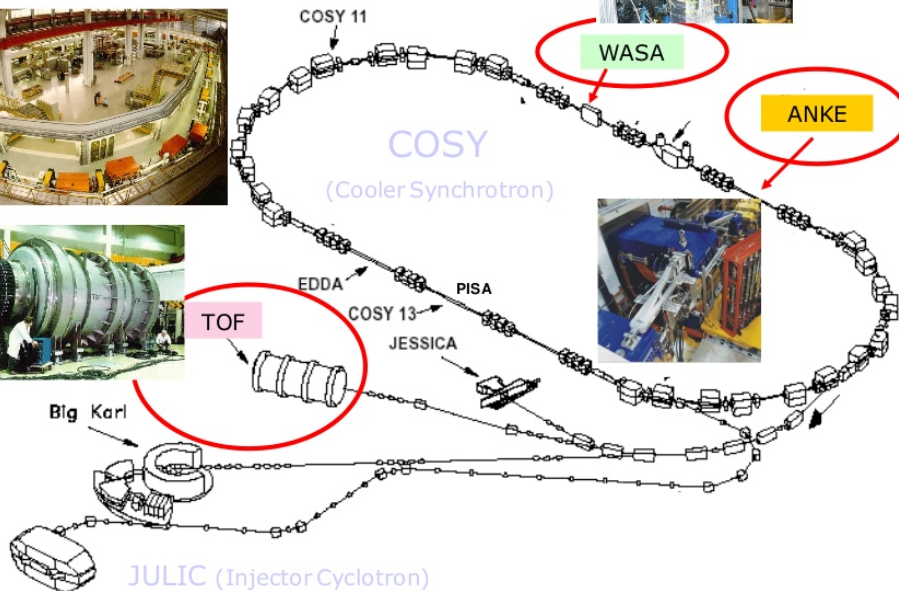 COSY 11
WASA
ANKE
COSY
(Cooler Synchrotron)
EDDA
PISA
COSY 13
TOF
JESSICA
Big Karl
JULIC (Injector Cyclotron)